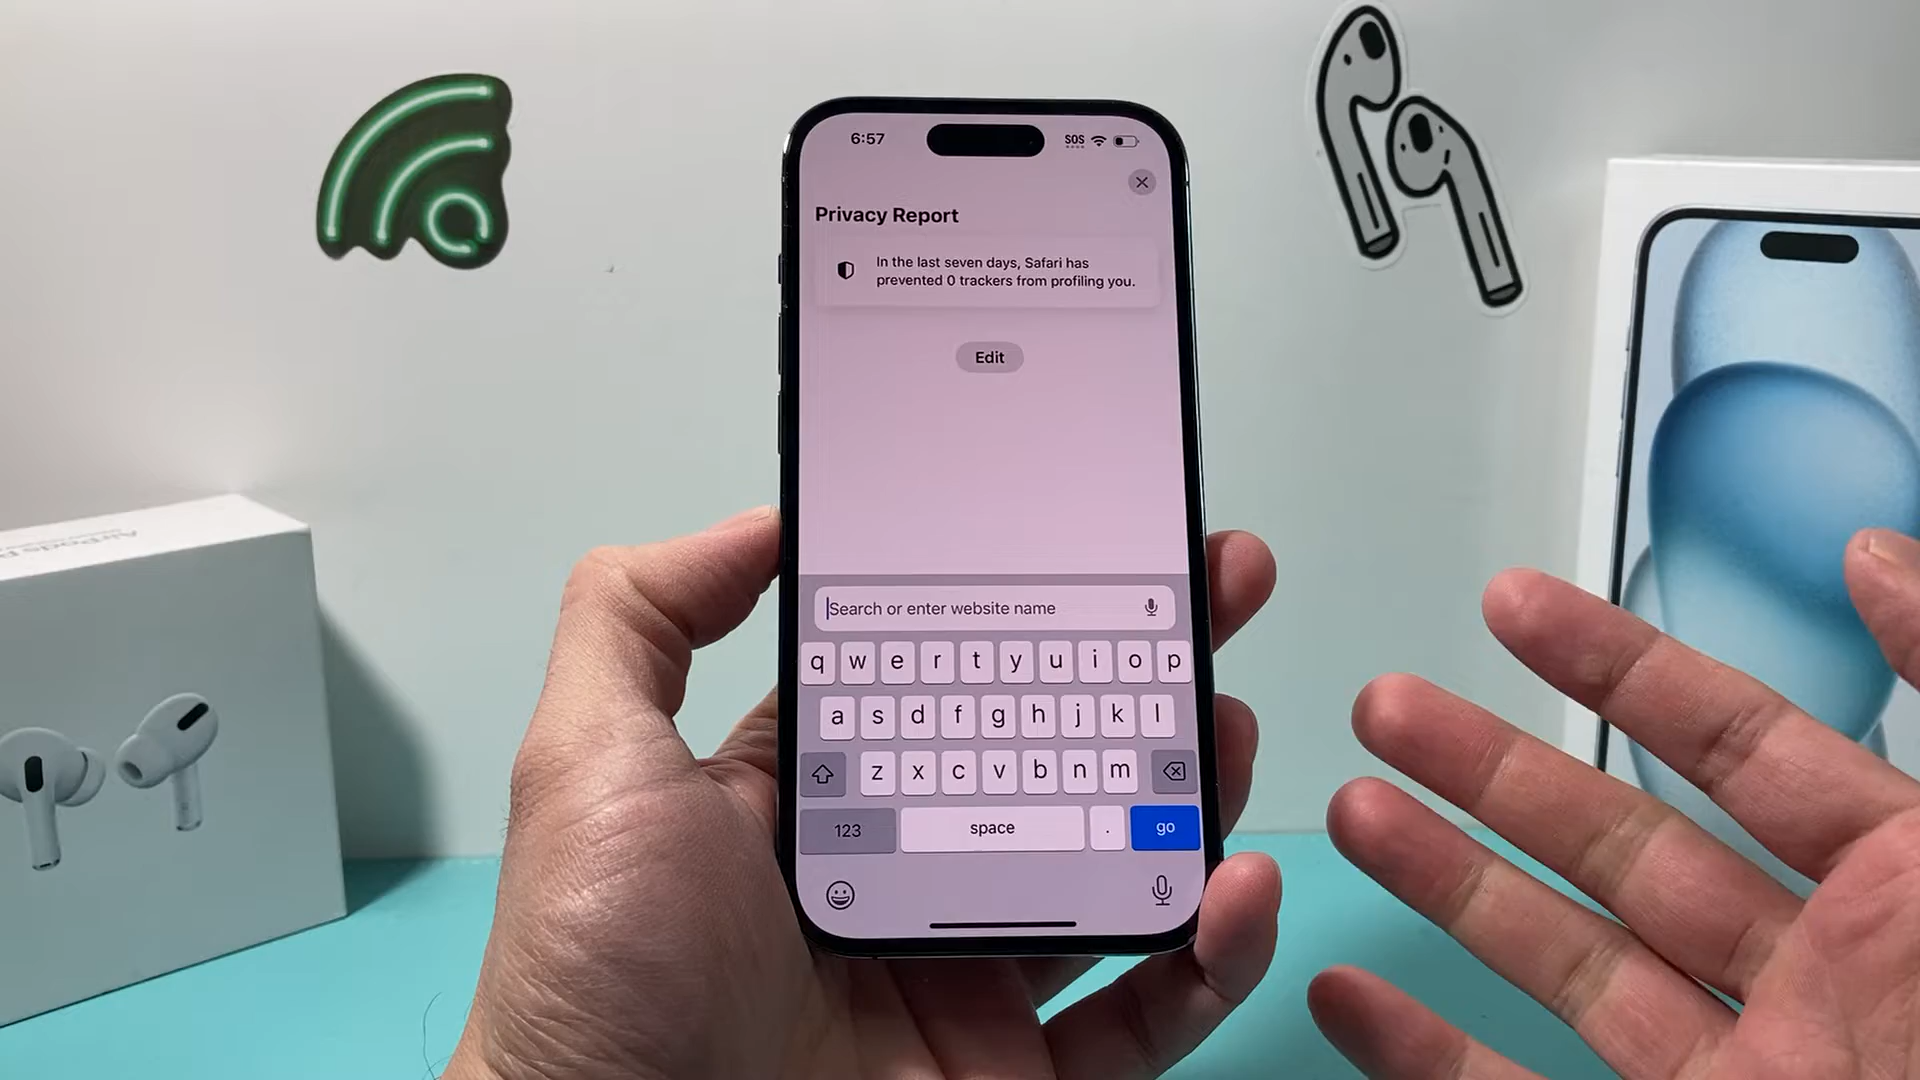 6:57
SOS
Privacy Report
In the last seven days, Safari has
prevented 0 trackers from profiling you.
Edit
Search or enter website name
q w e r t y u i o p
a s d f g h j k l
z x c v b n m
123 space . go
AirPods